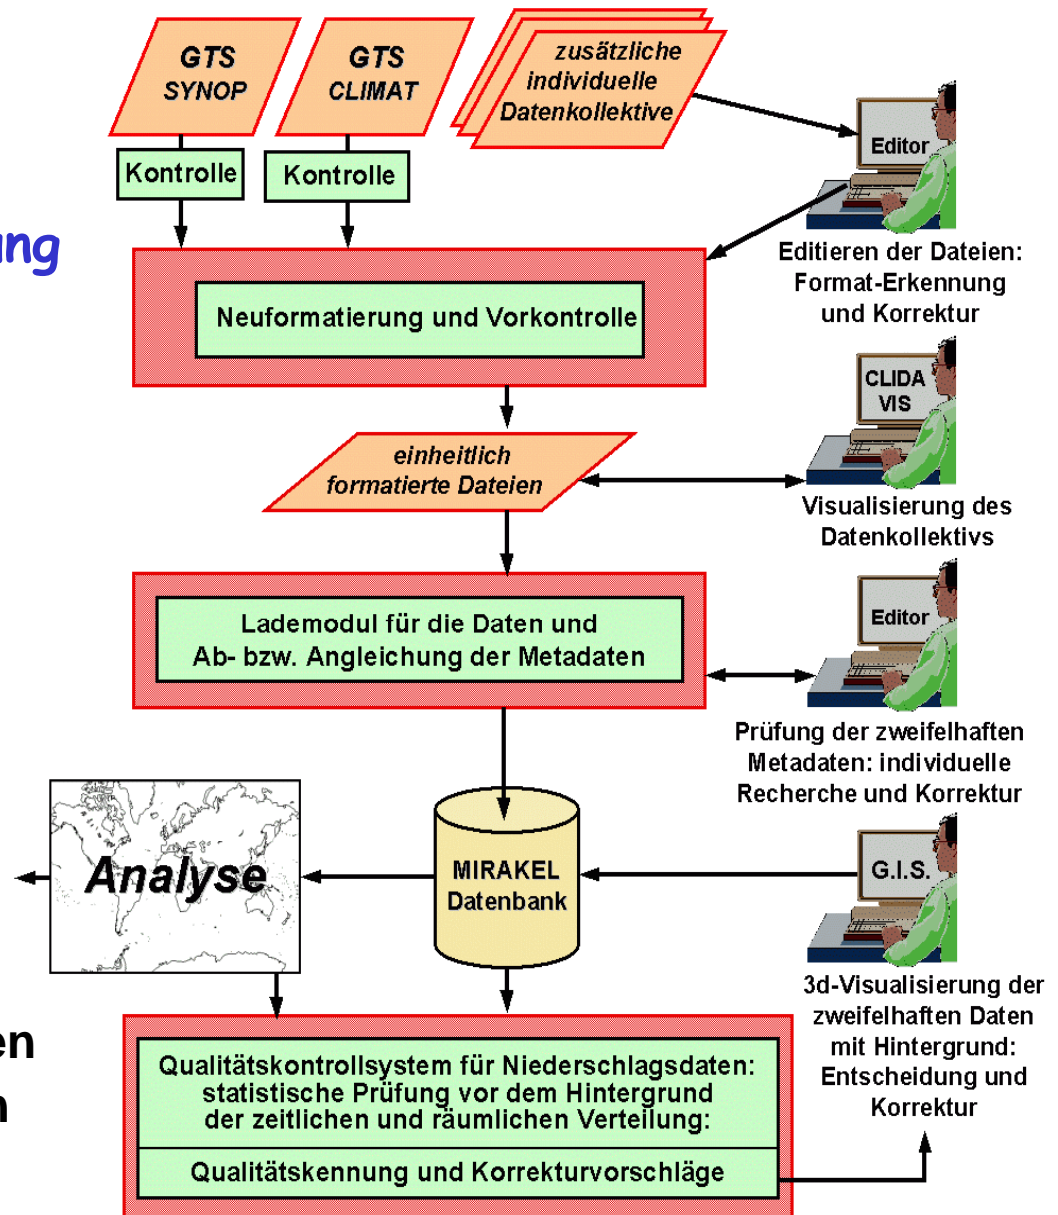 GTS
SYNOP
GTS
CLIMAT
zusätzliche
individuelle
Datenkollektive
Editor
Kontrolle
Kontrolle
ung
Editieren der Dateien:
Format-Erkennung
und Korrektur
Neuformatierung und Vorkontrolle
CLIDA
VIS
einheitlich
formatierte Dateien
Visualisierung des
Datenkollektivs
Editor
Lademodul für die Daten und
Ab- bzw. Angleichung der Metadaten
Prüfung der zweifelhaften
Metadaten: individuelle
Recherche und Korrektur
Analyse
MIRAKEL
Datenbank
G.I.S.
3d-Visualisierung der
zweifelhaften Daten
mit Hintergrund:
Entscheidung und
Korrektur
en
n
Qualitätskontrollsystem für Niederschlagsdaten:
statistische Prüfung vor dem Hintergrund
der zeitlichen und räumlichen Verteilung:
Qualitätskennung und Korrekturvorschläge